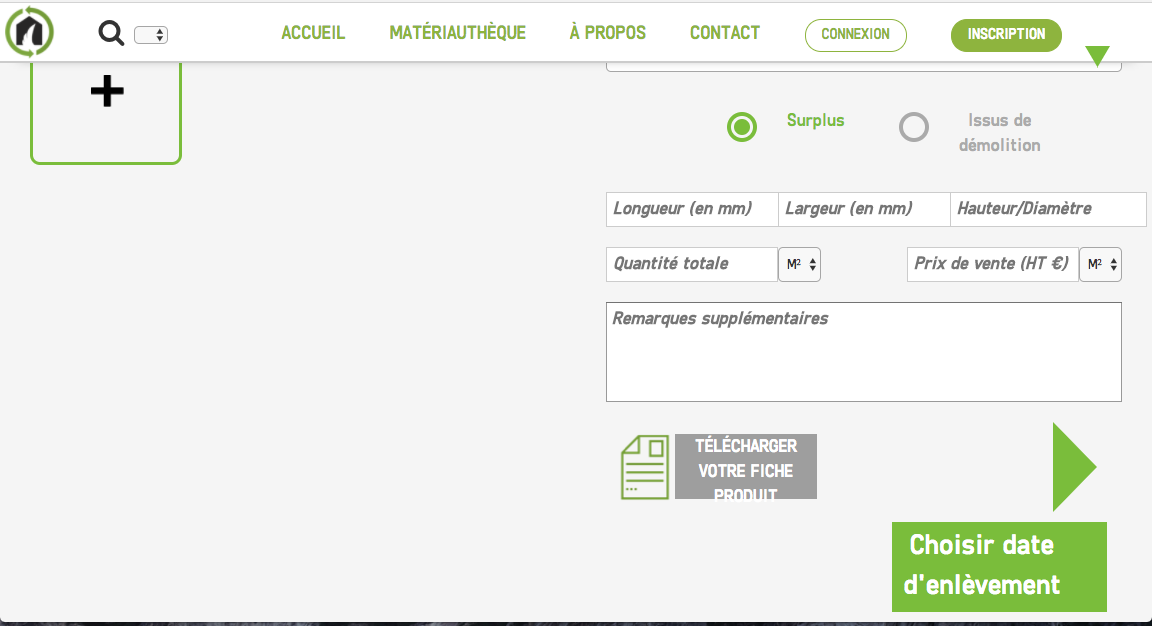 ACCUEIL MATÉRIAUTHÈQUE À PROPOS CONTACT CONNEXION INSCRIPTION
Surplus
Issus de
démolition
Longueur (en mm) Largeur (en mm) Hauteur/Diamètre
Quantité totale M² Prix de vente (HT €) M²
Remarques supplémentaires
TÉLÉCHARGER
VOTRE FICHE
PRODUIT
Choisir date
d'enlèvement